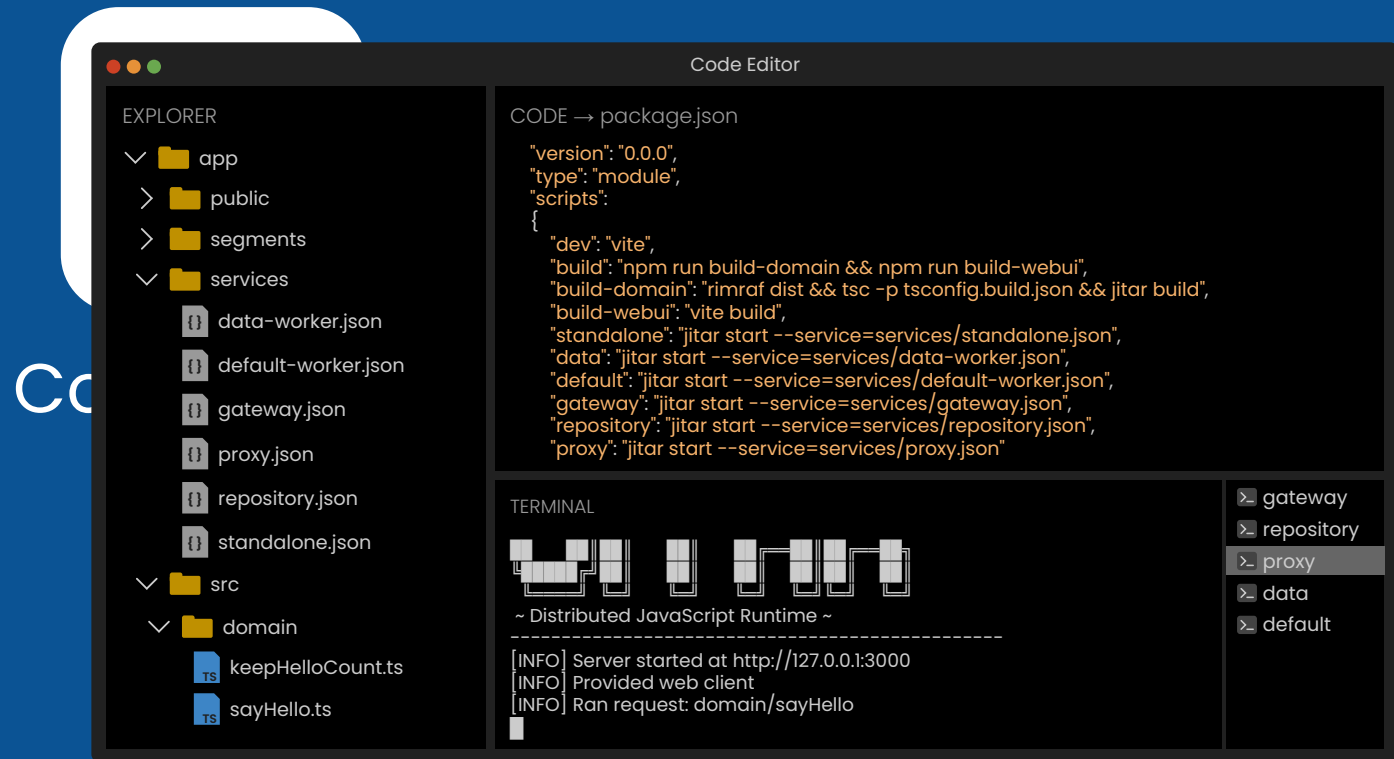 Code Editor
EXPLORER
app
public
segments
services
{} data-worker.json
{} default-worker.json
{} gateway.json
{} proxy.json
{} repository.json
{} standalone.json
src
domain
TS keepHelloCount.ts
TS sayHello.ts
Co
CODE → package.json
"version": "0.0.0",
"type": "module",
"scripts":
{
"dev": "vite",
"build": "npm run build-domain && npm run build-webui",
"build-domain": "rimraf dist && tsc -p tsconfig.build.json && jitar build",
"build-webui": "vite build",
"standalone": "jitar start --service=services/standalone.json",
"data": "jitar start --service=services/data-worker.json",
"default": "jitar start --service=services/default-worker.json",
"gateway": "jitar start --service=services/gateway.json",
"repository": "jitar start --service=services/repository.json",
"proxy": "jitar start --service=services/proxy.json"
TERMINAL
~ Distributed JavaScript Runtime ~
------------------------------------------------
[INFO] Server started at http://127.0.0.1:3000
[INFO] Provided web client
[INFO] Ran request: domain/sayHello
gateway
repository
proxy
data
default